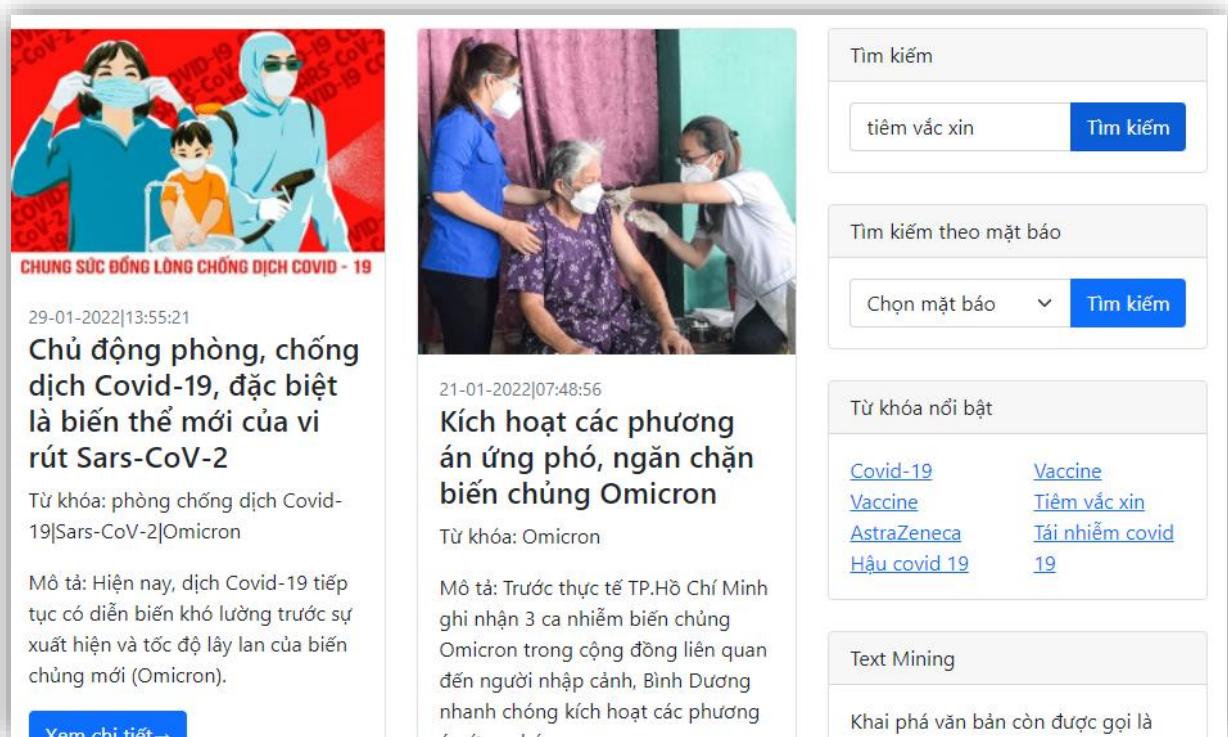 CHUNG SỨC ĐỒNG LÒNG CHỐNG DỊCH COVID - 19
29-01-2022|13:55:21
Chủ động phòng, chống
dịch Covid-19, đặc biệt
là biến thể mới của vi
rút Sars-CoV-2
Từ khóa: phòng chống dịch Covid-
19|Sars-CoV-2|Omicron
Mô tả: Hiện nay, dịch Covid-19 tiếp
tục có diễn biến khó lường trước sự
xuất hiện và tốc độ lây lan của biến
chủng mới (Omicron).
Xem chi tiết→
21-01-2022|07:48:56
Kích hoạt các phương
án ứng phó, ngăn chặn
biến chủng Omicron
Từ khóa: Omicron
Mô tả: Trước thực tế TP.Hồ Chí Minh
ghi nhận 3 ca nhiễm biến chủng
Omicron trong cộng đồng liên quan
đến người nhập cảnh, Bình Dương
nhanh chóng kích hoạt các phương
Tìm kiếm
tiêm vắc xin
Tìm kiếm
Tìm kiếm theo mặt báo
Chọn mặt báo
Tìm kiếm
Từ khóa nổi bật
Covid-19
Vaccine
AstraZeneca
Hậu covid 19
Vaccine
Tiêm vắc xin
Tái nhiễm covid
19
Text Mining
Khai phá văn bản còn được gọi là